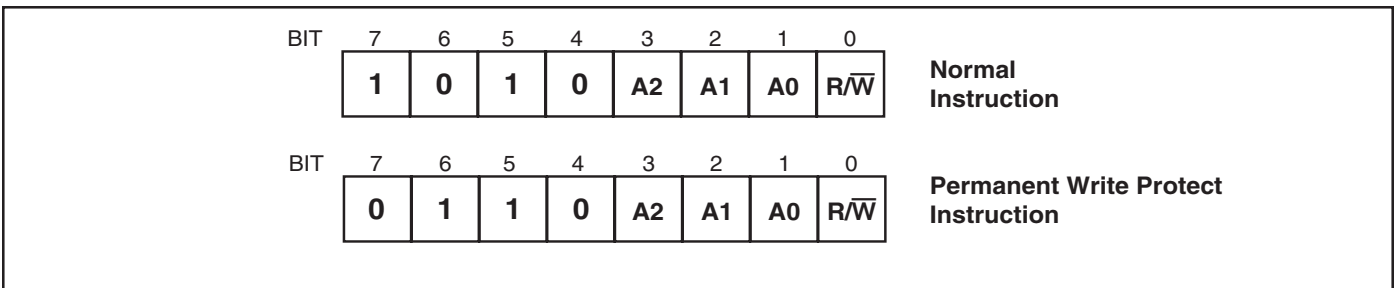 BIT 7 6 5 4 3 2 1 0
1 0 1 0 A2 A1 A0 R/W̅
Normal
Instruction
BIT 7 6 5 4 3 2 1 0
0 1 1 0 A2 A1 A0 R/W̅
Permanent Write Protect
Instruction